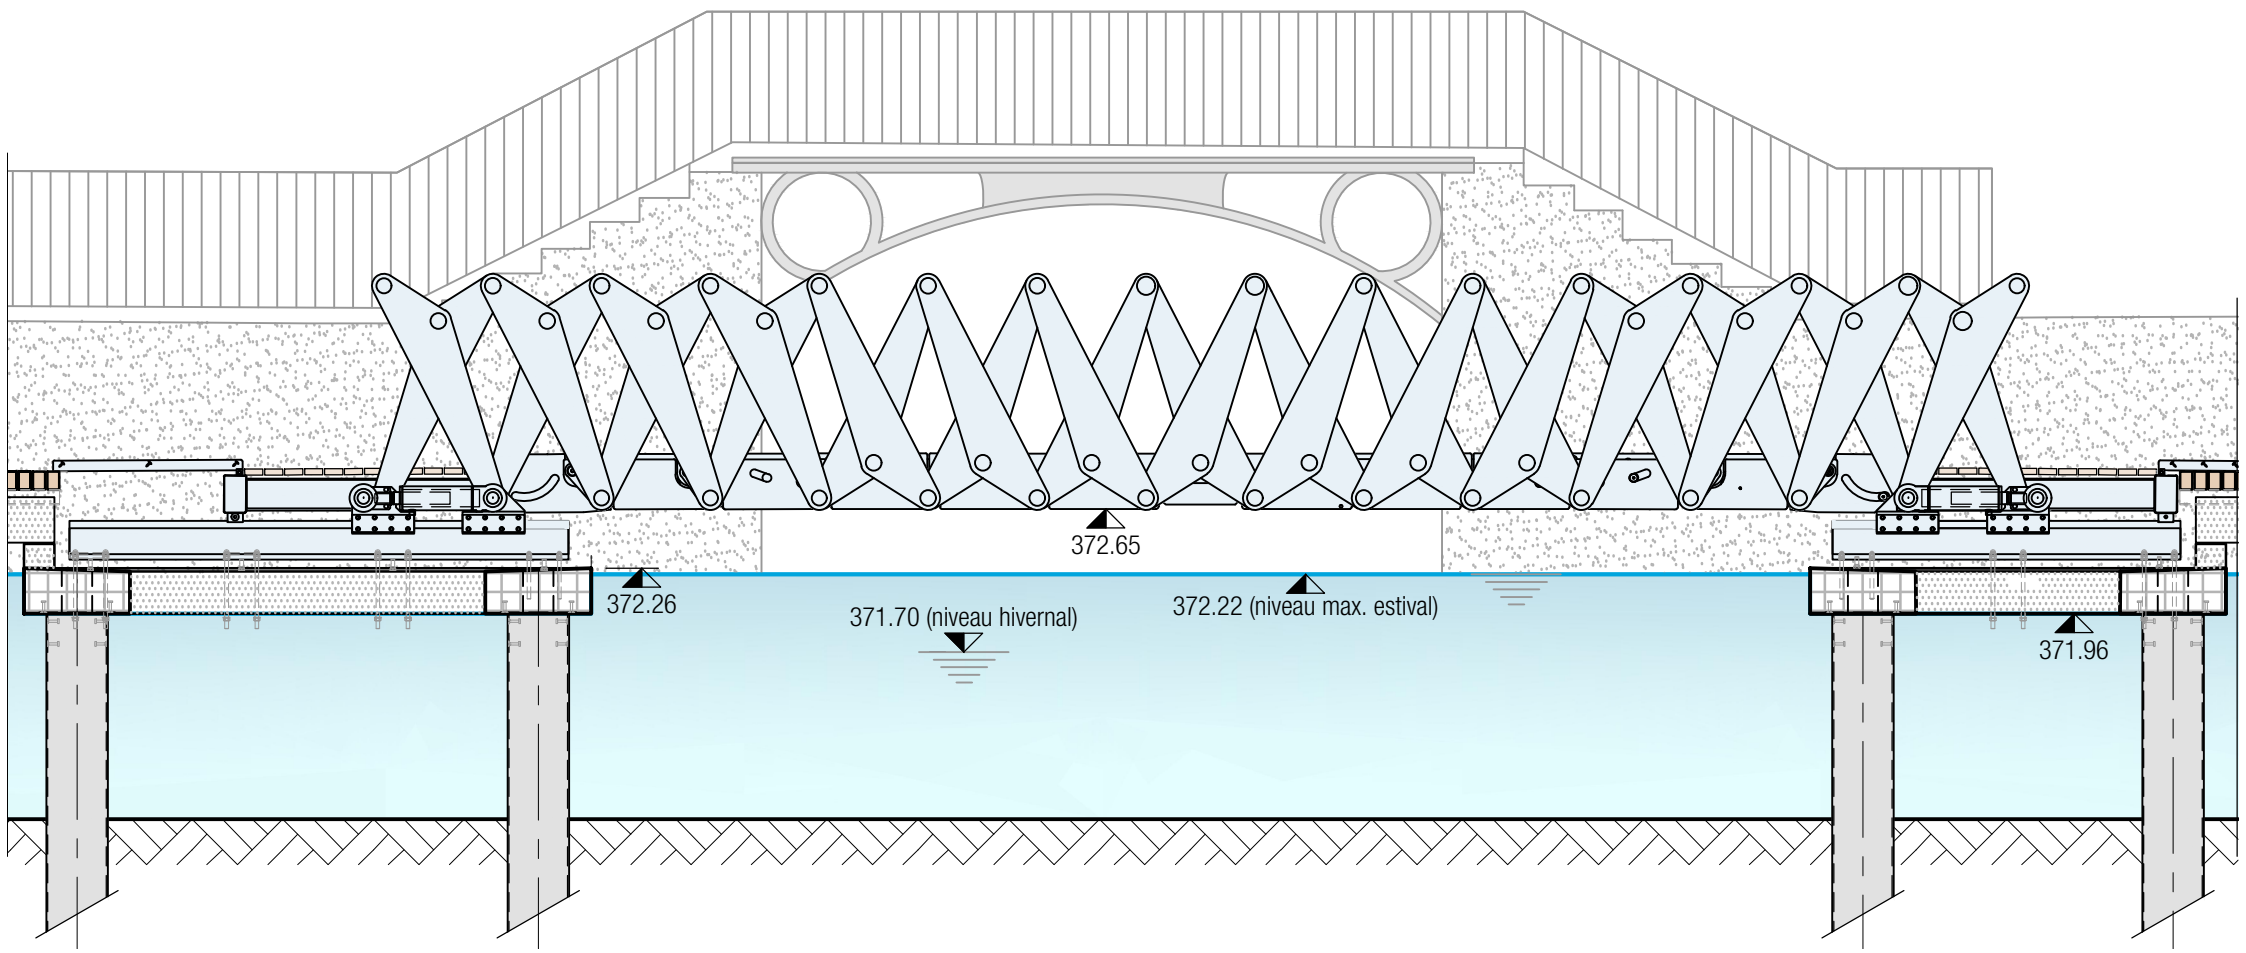 372.65
372.26
371.70 (niveau hivernal)
372.22 (niveau max. estival)
371.96